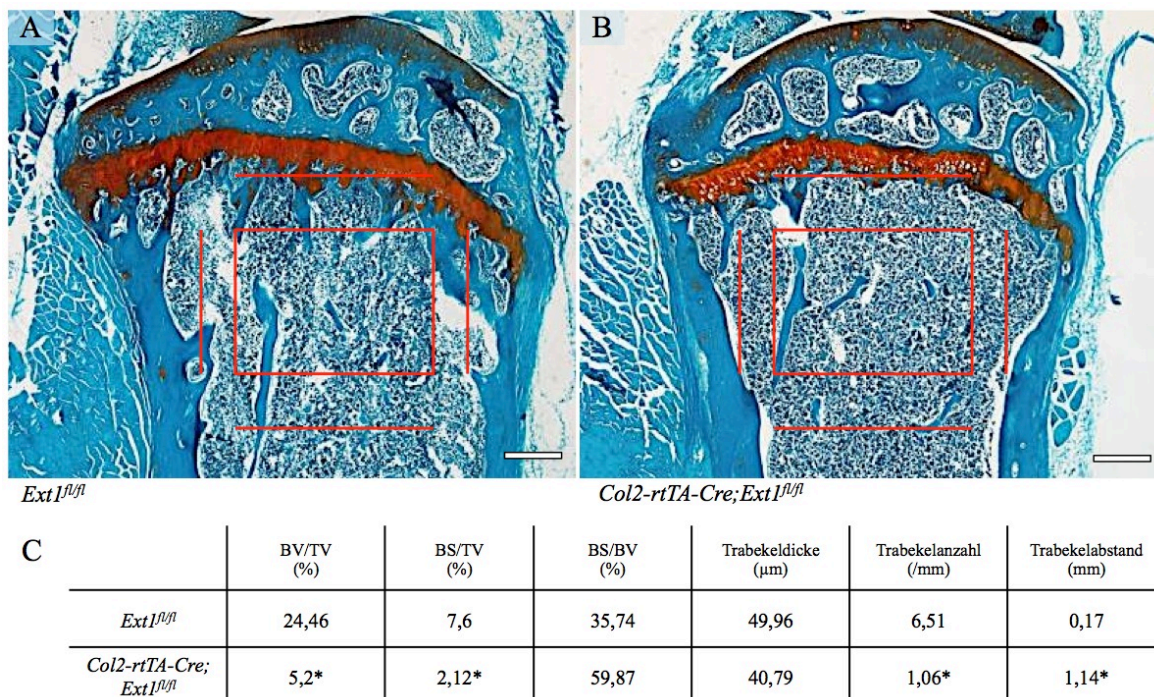 A
B
Ext1fl/fl
Col2-rtTA-Cre;Ext1fl/fl
C
BV/TV (%) BS/TV (%) BS/BV (%) Trabekeldicke (µm) Trabekelanzahl (/mm) Trabekelabstand (mm)
Ext1fl/fl 24,46 7,6 35,74 49,96 6,51 0,17
Col2-rtTA-Cre; Ext1fl/fl 5,2* 2,12* 59,87 40,79 1,06* 1,14*